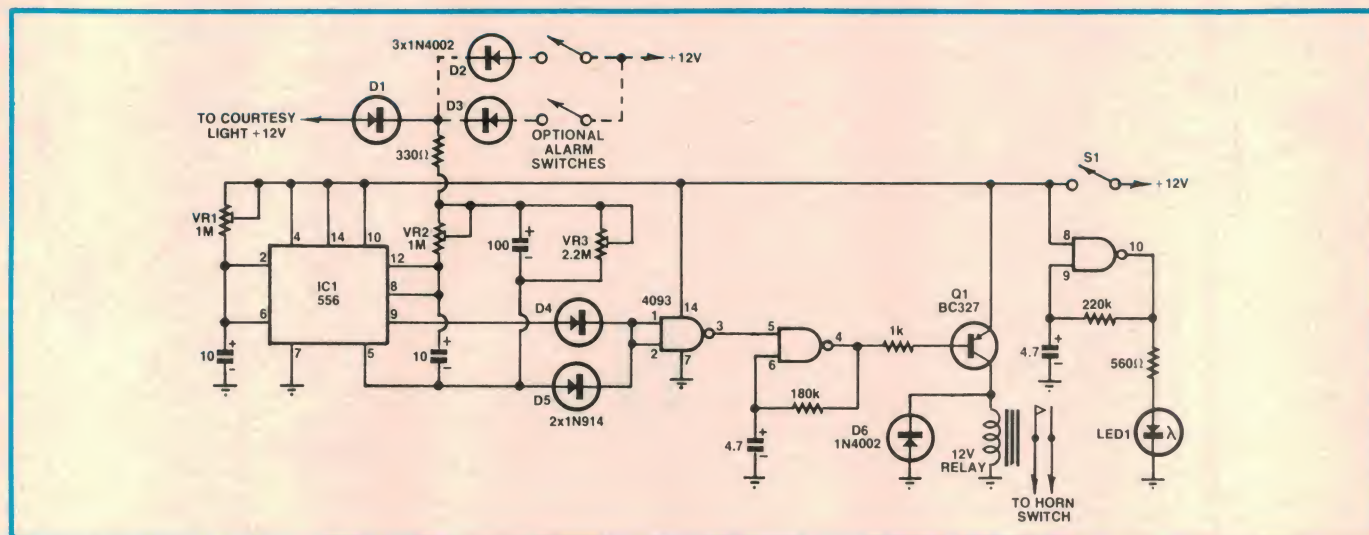 3x1N4002
D2
+12V
D1
TO COURTESY
LIGHT +12V
D3
OPTIONAL
ALARM
SWITCHES
330Ω
S1
+12V
VR1
1M
4
14
10
2
6
IC1
556
12
8
9
7
5
VR2
1M
100
+
-
VR3
2.2M
10
+
-
10
+
-
D4
D5
2x1N914
4093
14
1
2
3
7
5
6
4
180k
4.7
+
-
1k
Q1
BC327
D6
1N4002
12V
RELAY
TO HORN
SWITCH
8
9
10
220k
4.7
+
-
560Ω
LED1
λ